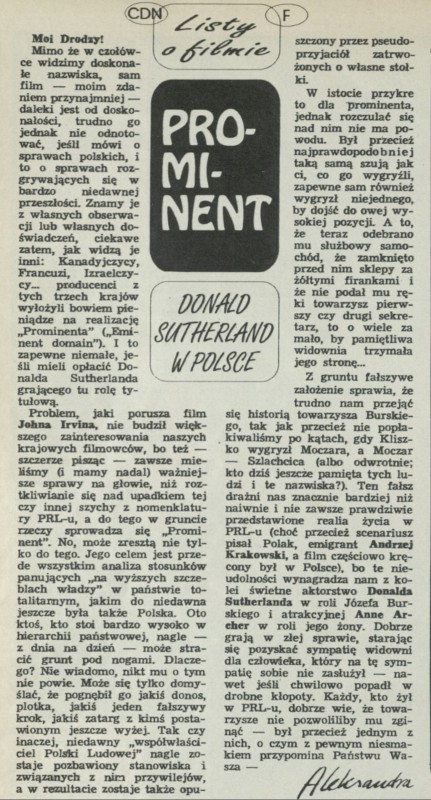 CDN
F
Listy
o filmie
PRO-
MI-
NENT
DONALD
SUTHERLAND
W POLSCE
Moi Drodzy!
Mimo że w czołów-
ce widzimy doskona-
łe nazwiska, sam
film — moim zda-
niem przynajmniej —
daleki jest od dosko-
nałości, trudno go
jednak nie odnoto-
wać, jeśli mówi o
sprawach polskich, i
to o sprawach roz-
grywających się w
bardzo niedawnej
przeszłości. Znamy je
z własnych obserwa-
cji lub własnych do-
świadczeń, ciekawe
zatem, jak widzą je
inni: Kanadyjczycy,
Francuzi, Izraelczy-
cy... producenci z
tych trzech krajów
wyłożyli bowiem pie-
niądze na realizację
„Prominenta” („Emi-
nent domain”). I to
zapewne niemałe, je-
śli mieli opłacić Do-
nalda Sutherlanda
grającego tu rolę ty-
tułową.
Problem, jaki porusza film
Johna Irvina, nie budził więk-
szego zainteresowania naszych
krajowych filmowców, bo też —
szczerze pisząc — zawsze mie-
liśmy (i mamy nadal) ważniej-
sze sprawy na głowie, niż roz-
tkliwianie się nad upadkiem tej
czy innej szychy z nomenklatu-
ry PRL-u, a do tego w gruncie
rzeczy sprowadza się „Promi-
nent”. No, może zresztą nie tyl-
ko do tego. Jego celem jest prze-
de wszystkim analiza stosunków
panujących „na wyższych szcze-
blach władzy” w państwie to-
talitarnym, jakim do niedawna
jeszcze była także Polska. Oto
ktoś, kto stoi bardzo wysoko w
hierarchii państwowej, nagle —
z dnia na dzień — może stra-
cić grunt pod nogami. Dlacze-
go? Nie wiadomo, nikt mu o tym
nie powie. Może się tylko domy-
ślać, że pognębił go jakiś donos,
plotka, jakiś jeden fałszywy
krok, jakiś zatarg z kimś posta-
wionym jeszcze wyżej. Tak czy
inaczej, niedawny „współwłaści-
ciel Polski Ludowej” nagle zo-
staje pozbawiony stanowiska i
związanych z nim przywilejów,
a w rezultacie zostaje także opu-
szczony przez pseudo-
przyjaciół zatrwo-
żonych o własne stoł-
ki.
W istocie przykre
to dla prominenta,
jednak rozczulać się
nad nim nie ma po-
wodu. Był przecież
najprawdopodobniej
taką samą szują jak
ci, co go wygryźli,
zapewne sam również
wygryzł niejednego,
by dojść do owej wy-
sokiej pozycji. A to,
że teraz odebrano
mu służbowy samo-
chód, że zamknięto
przed nim sklepy za
żółtymi firankami i
że nie podał mu rę-
ki towarzysz pierw-
szy czy drugi sekre-
tarz, to o wiele za
mało, by pamiętliwa
widownia trzymała
jego stronę...
Z gruntu fałszywe
założenie sprawia, że
trudno nam przejąć
się historią towarzysza Burskie-
go, tak jak przecież nie popła-
kiwaliśmy po kątach, gdy Klisz-
ko wygryzł Moczara, a Moczar
— Szlachcica (albo odwrotnie;
kto dziś jeszcze pamięta tych lu-
dzi i te nazwiska?). Ten fałsz
drażni nas znacznie bardziej niż
naiwnie i nie zawsze prawdziwie
przedstawione realia życia w
PRL-u (choć przecież scenariusz
pisał Polak, emigrant Andrzej
Krakowski, a film częściowo krę-
cony był w Polsce), bo te nie-
udolności wynagradza nam z ko-
lei świetne aktorstwo Donalda
Sutherlanda w roli Józefa Bur-
skiego i atrakcyjnej Anne Ar-
cher w roli jego żony. Dobrze
grają w złej sprawie, starając
się pozyskać sympatię widowni
dla człowieka, który na tę sym-
patię sobie nie zasłużył — na-
wet jeśli chwilowo popadł w
drobne kłopoty. Każdy, kto żył
w PRL-u, dobrze wie, że towa-
rzysze nie pozwoliliby mu zgi-
nąć — był przecież jednym z
nich, o czym z pewnym niesma-
kiem przypomina Państwu Wa-
sza —
Aleksandra